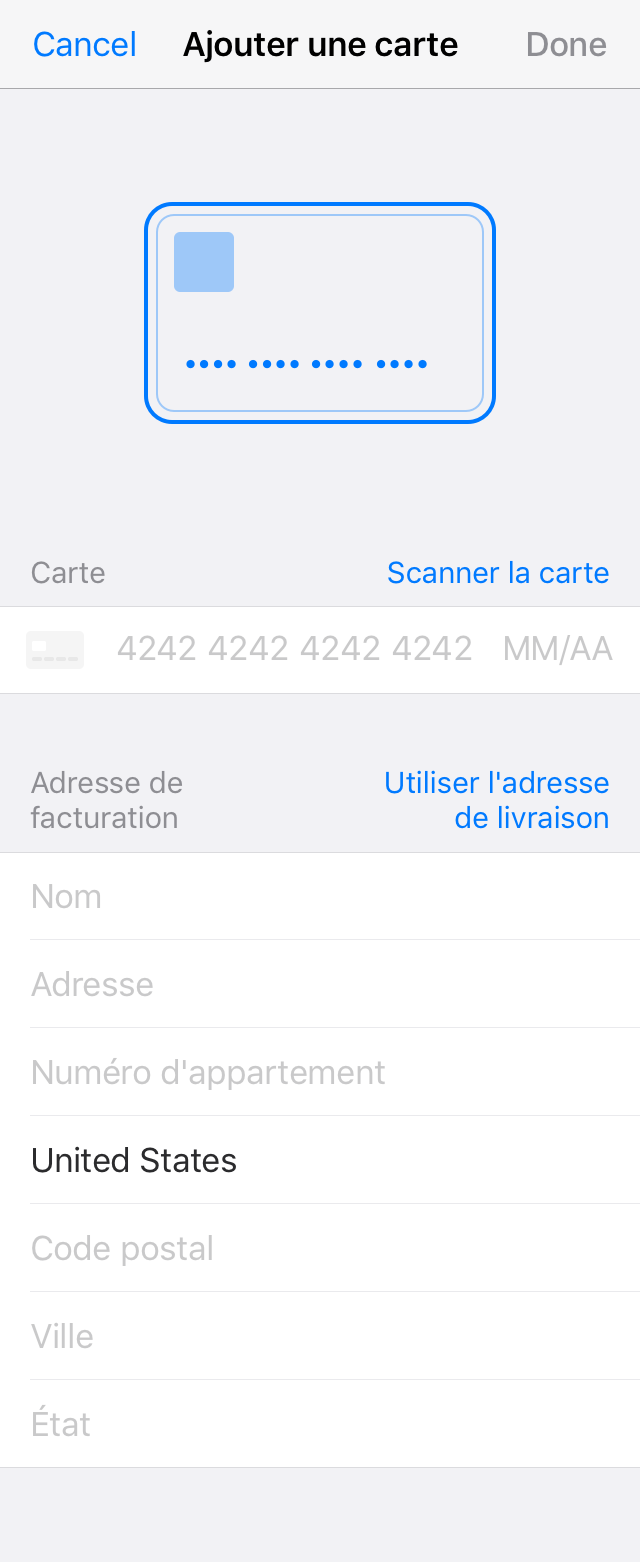 Cancel Ajouter une carte Done
Carte Scanner la carte
4242 4242 4242 4242 MM/AA
Adresse de facturation
Utiliser l'adresse de livraison
Nom
Adresse
Numéro d'appartement
United States
Code postal
Ville
État